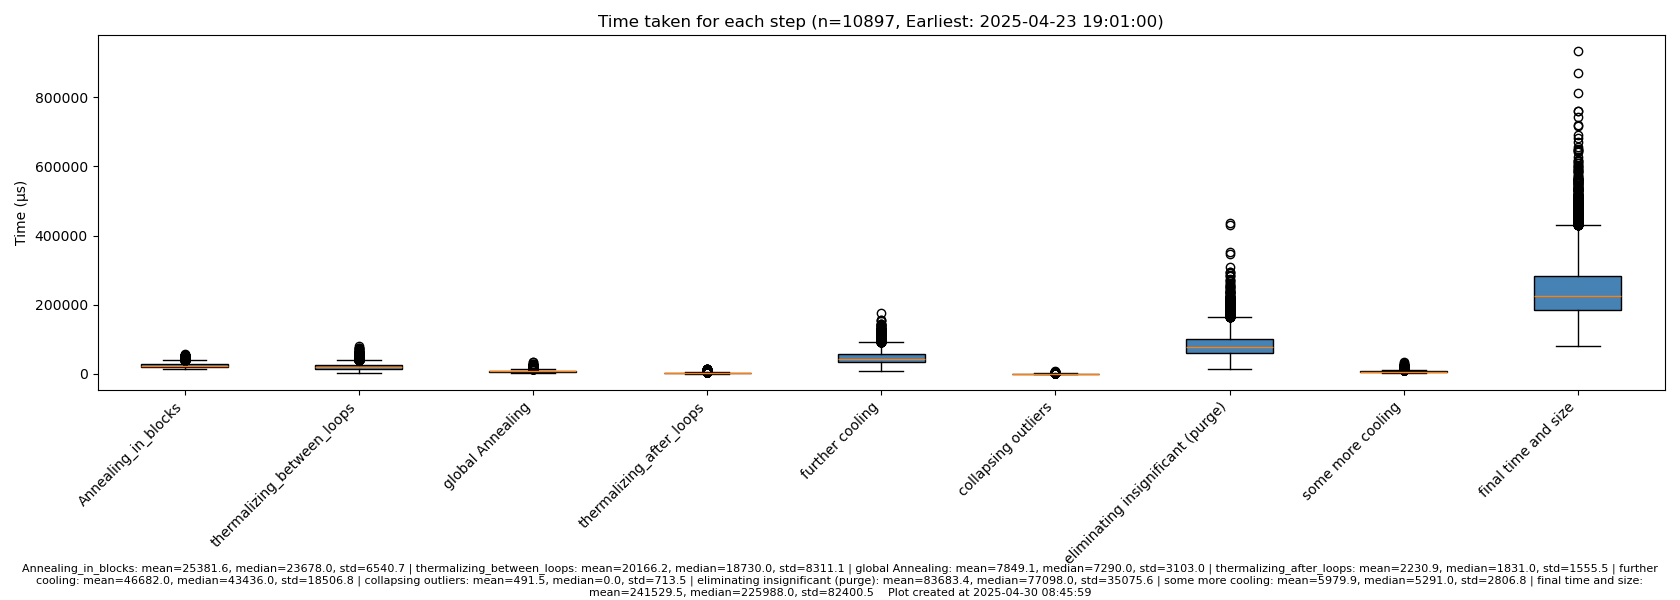 Time taken for each step (n=10897, Earliest: 2025-04-23 19:01:00)
Time (µs)
800000
600000
400000
200000
0
Annealing_in_blocks
thermalizing_between_loops
global Annealing
thermalizing_after_loops
further cooling
collapsing outliers
eliminating insignificant (purge)
some more cooling
final time and size
Annealing_in_blocks: mean=25381.6, median=23678.0, std=6540.7 | thermalizing_between_loops: mean=20166.2, median=18730.0, std=8311.1 | global Annealing: mean=7849.1, median=7290.0, std=3103.0 | thermalizing_after_loops: mean=2230.9, median=1831.0, std=1555.5 | further
cooling: mean=46682.0, median=43436.0, std=18506.8 | collapsing outliers: mean=491.5, median=0.0, std=713.5 | eliminating insignificant (purge): mean=83683.4, median=77098.0, std=35075.6 | some more cooling: mean=5979.9, median=5291.0, std=2806.8 | final time and size:
mean=241529.5, median=225988.0, std=82400.5    Plot created at 2025-04-30 08:45:59